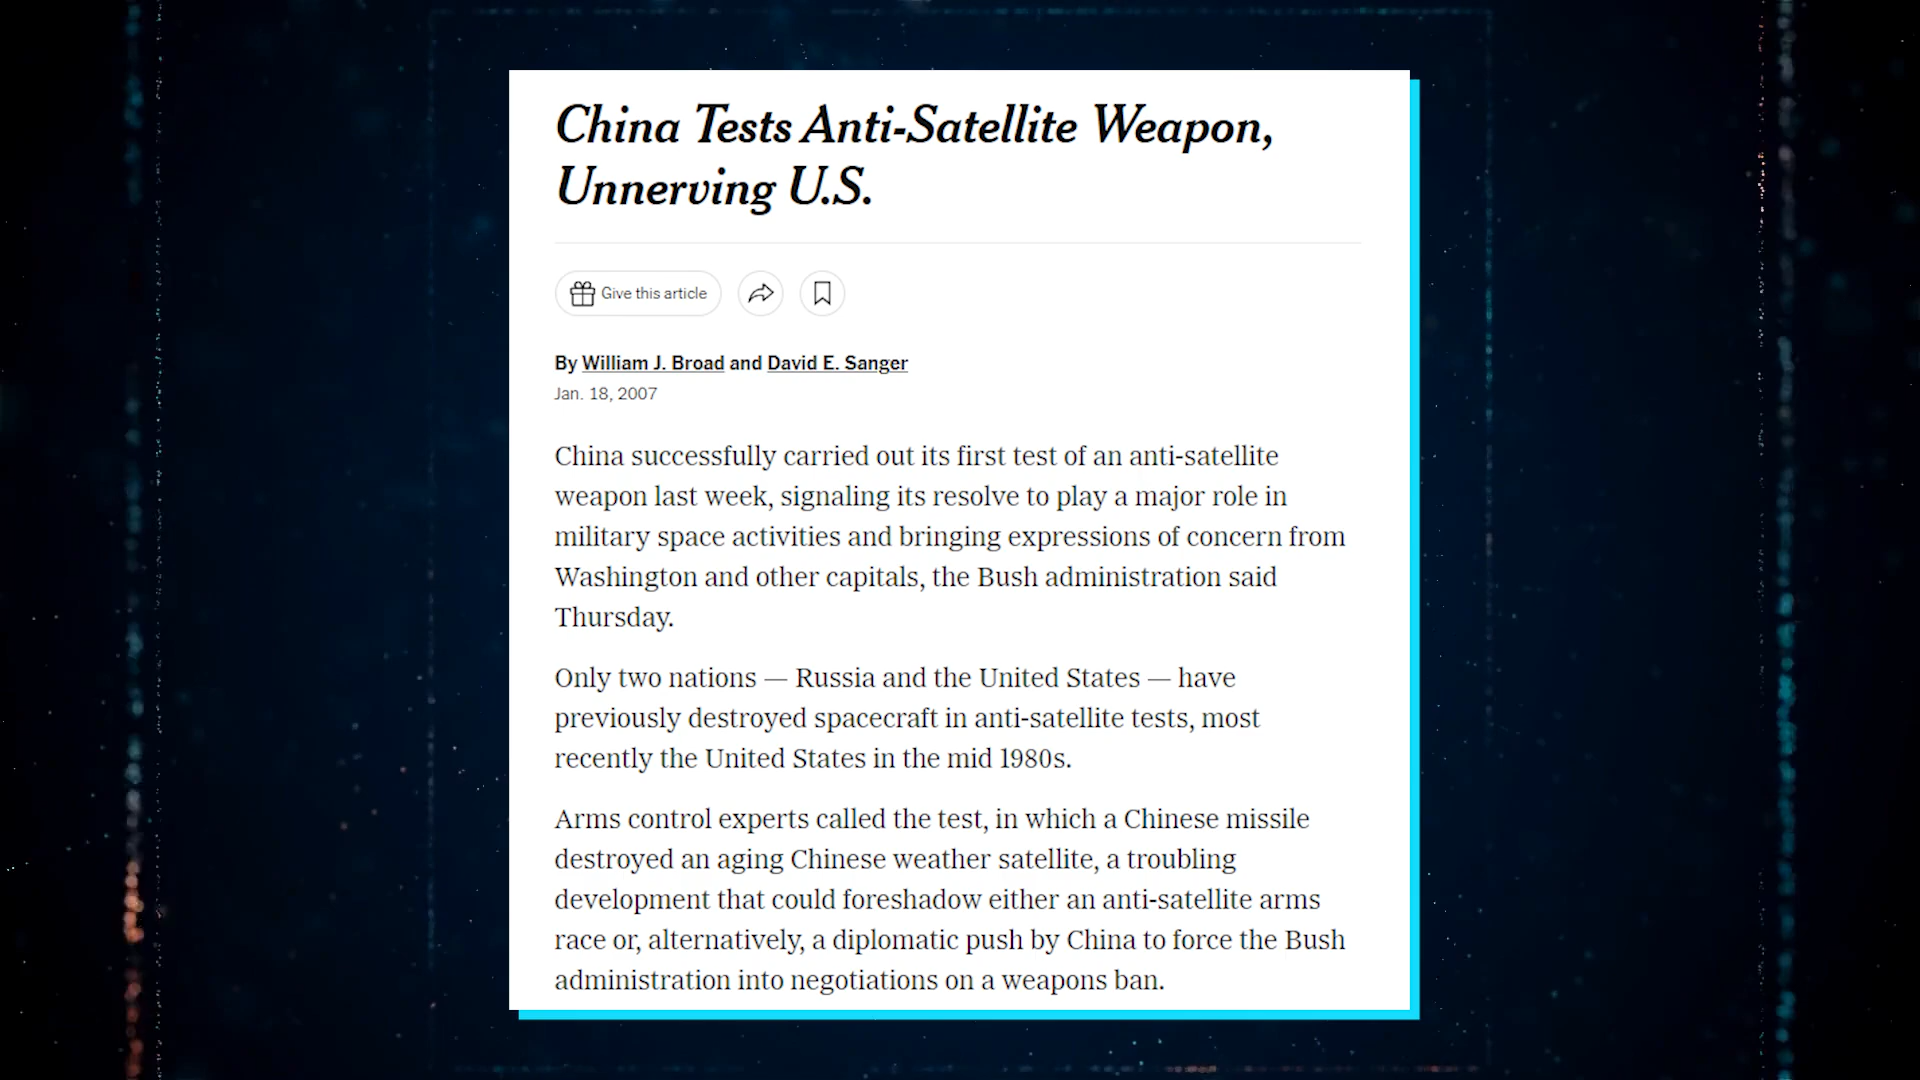 China Tests Anti-Satellite Weapon,
Unnerving U.S.
Give this article
By William J. Broad and David E. Sanger
Jan. 18, 2007
China successfully carried out its first test of an anti-satellite
weapon last week, signaling its resolve to play a major role in
military space activities and bringing expressions of concern from
Washington and other capitals, the Bush administration said
Thursday.
Only two nations — Russia and the United States — have
previously destroyed spacecraft in anti-satellite tests, most
recently the United States in the mid 1980s.
Arms control experts called the test, in which a Chinese missile
destroyed an aging Chinese weather satellite, a troubling
development that could foreshadow either an anti-satellite arms
race or, alternatively, a diplomatic push by China to force the Bush
administration into negotiations on a weapons ban.